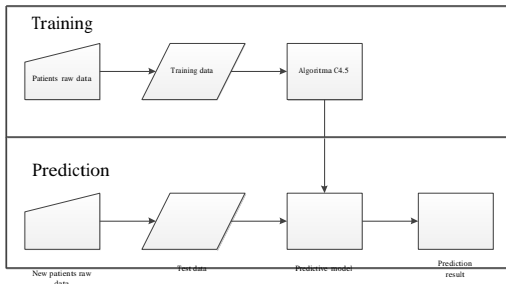 Training
Patients raw data
Training data
Algoritma C4.5
Prediction
New patients raw
data
Test data
Predictive model
Prediction
result